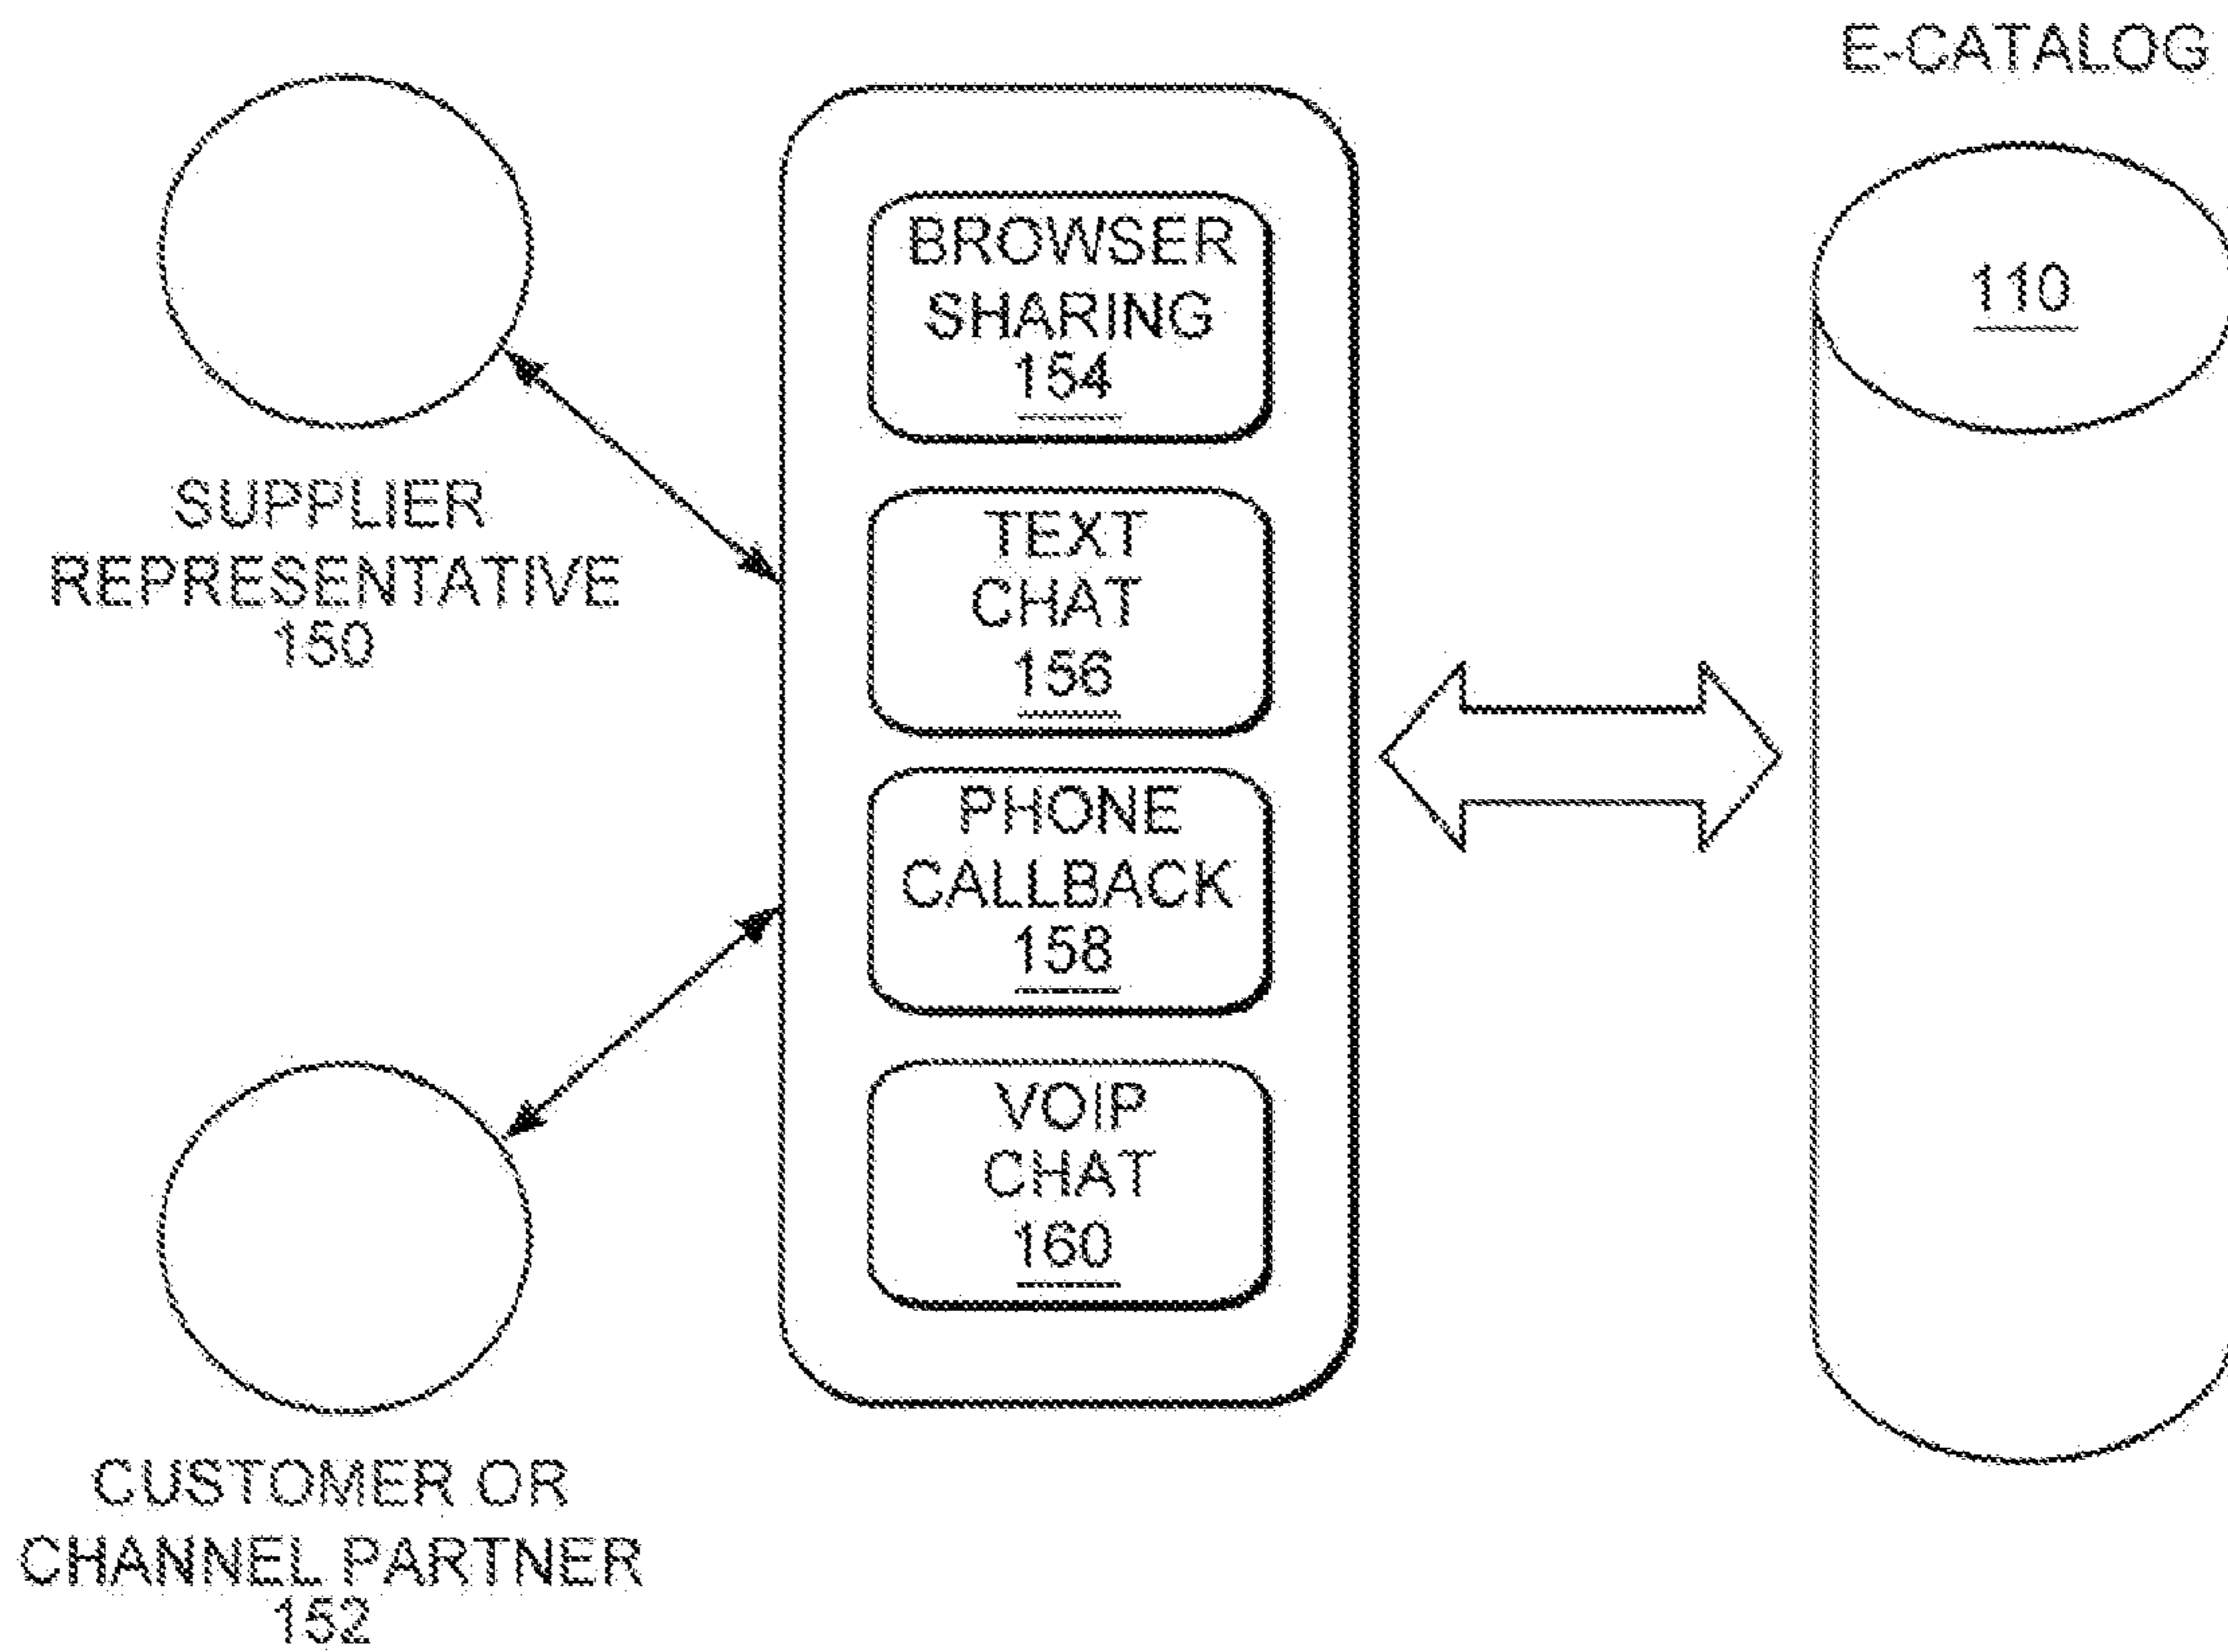 E-CATALOG
110
BROWSER
SHARING
154
SUPPLIER
REPRESENTATIVE
150
TEXT
CHAT
156
PHONE
CALLBACK
158
VOIP
CHAT
160
CUSTOMER OR
CHANNEL PARTNER
152